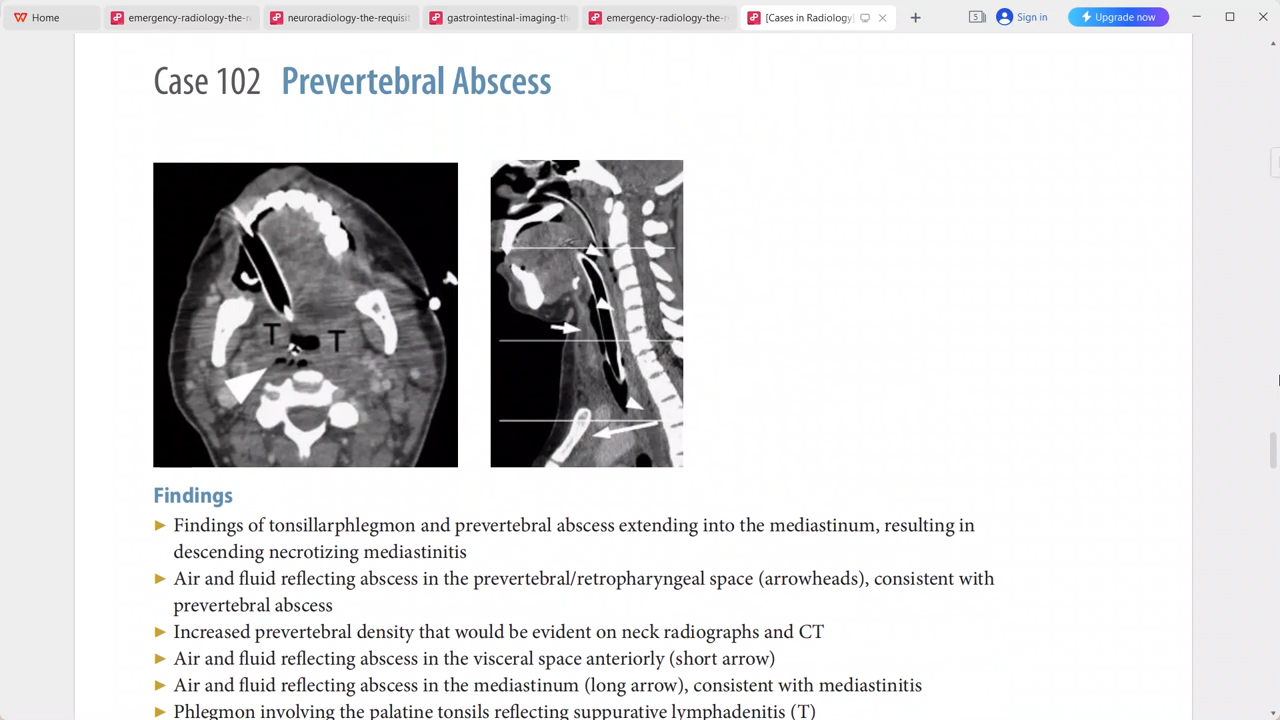 Home
emergency-radiology-the-r
neuroradiology-the-requisit
gastrointestinal-imaging-th
emergency-radiology-the-r
[Cases in Radiology]
5
Sign in
Upgrade now
Case 102 Prevertebral Abscess
T T
Findings
► Findings of tonsillarphlegmon and prevertebral abscess extending into the mediastinum, resulting in
descending necrotizing mediastinitis
► Air and fluid reflecting abscess in the prevertebral/retropharyngeal space (arrowheads), consistent with
prevertebral abscess
► Increased prevertebral density that would be evident on neck radiographs and CT
► Air and fluid reflecting abscess in the visceral space anteriorly (short arrow)
► Air and fluid reflecting abscess in the mediastinum (long arrow), consistent with mediastinitis
► Phlegmon involving the palatine tonsils reflecting suppurative lymphadenitis (T)